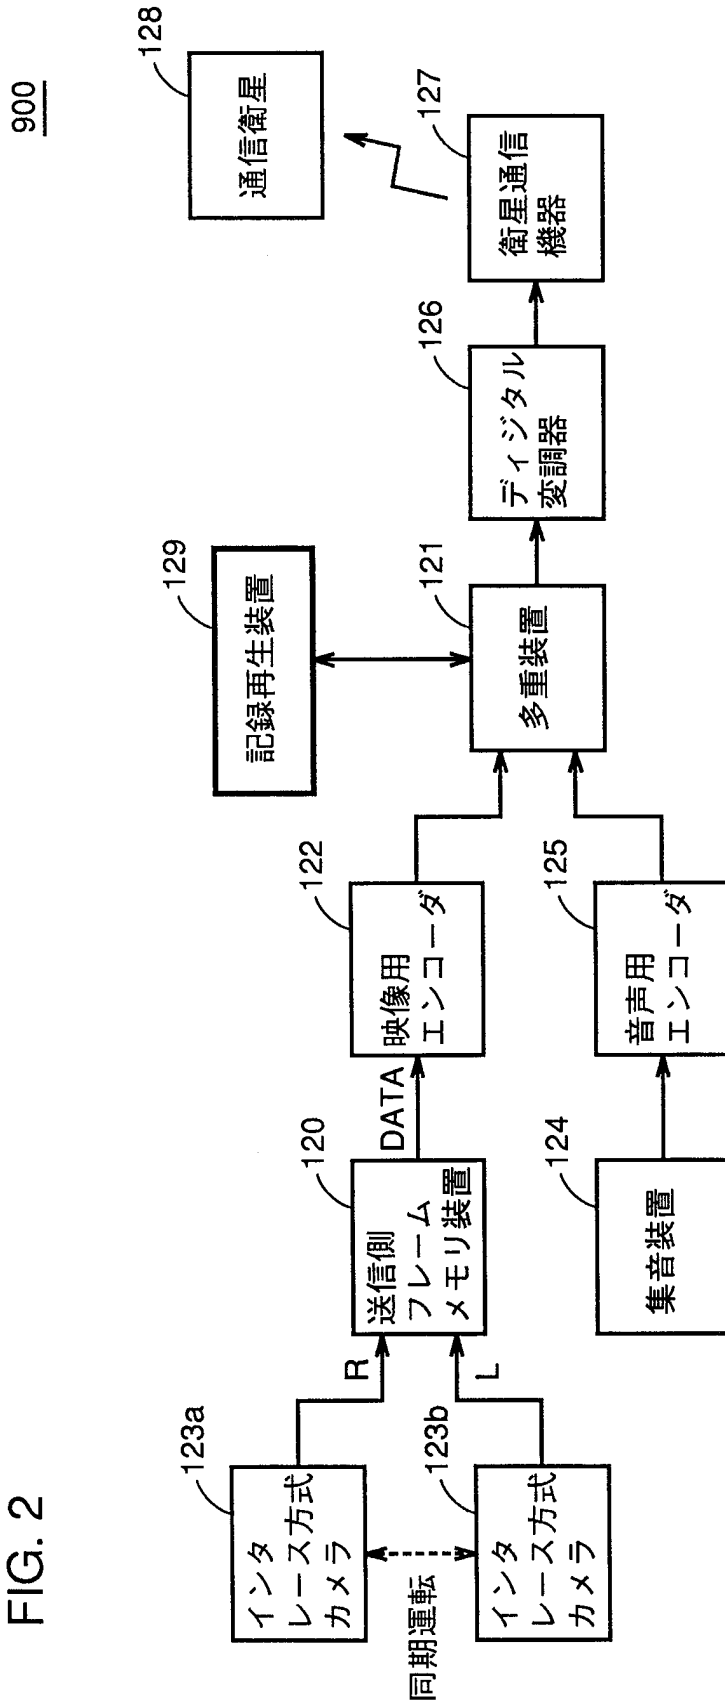 FIG. 2
900
123a
インタ
レース方式
カメラ
同期運転
123b
インタ
レース方式
カメラ
R
L
120
送信側
フレーム
メモリ装置
DATA
122
映像用
エンコーダ
124
集音装置
125
音声用
エンコーダ
129
記録再生装置
121
多重装置
126
ディジタル
変調器
127
衛星通信
機器
128
通信衛星